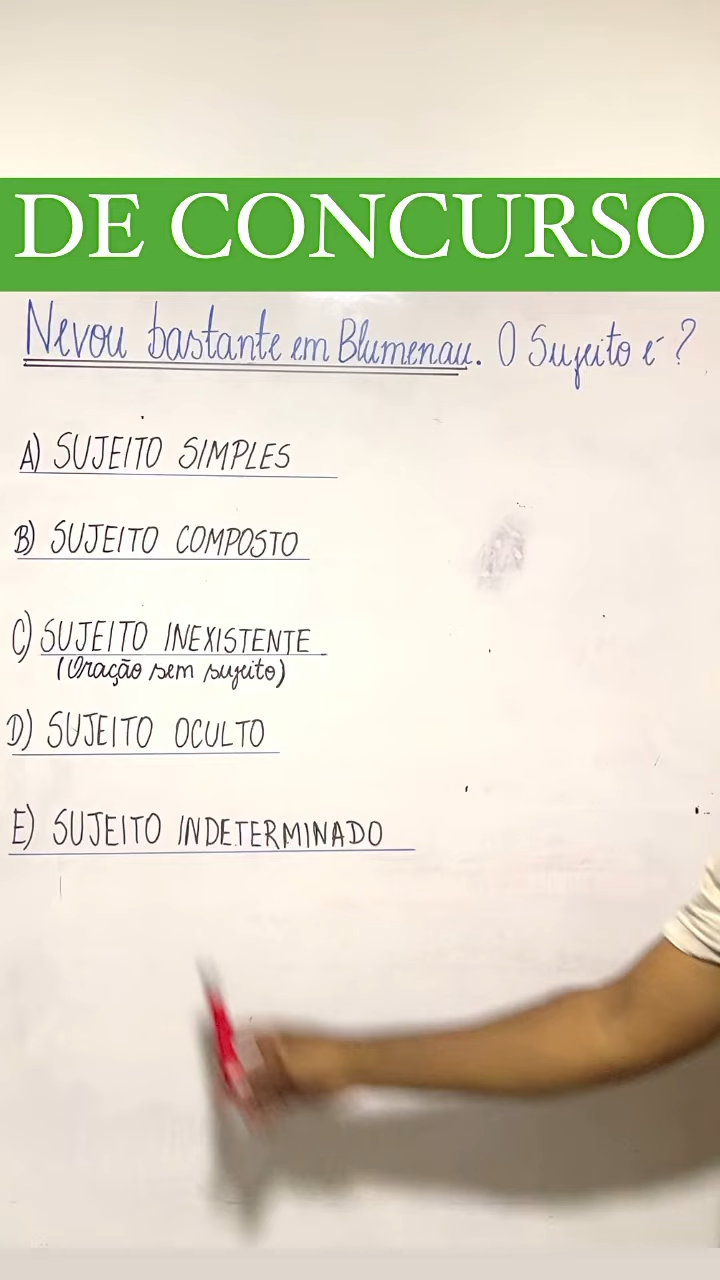 DE CONCURSO
Nevou bastante em Blumenau. O Sujeito é ?
A) SUJEITO SIMPLES
B) SUJEITO COMPOSTO
C) SUJEITO INEXISTENTE
(Oração sem sujeito)
D) SUJEITO OCULTO
E) SUJEITO INDETERMINADO